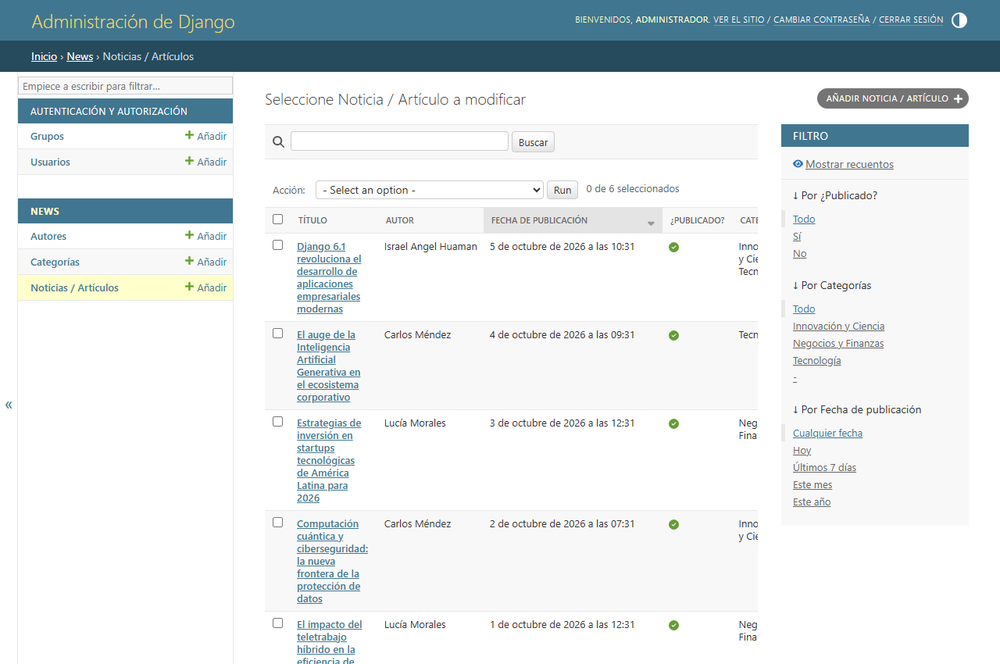 Administración de Django
BIENVENIDOS, ADMINISTRADOR. VER EL SITIO / CAMBIAR CONTRASEÑA / CERRAR SESIÓN
Inicio › News › Noticias / Artículos
Empiece a escribir para filtrar...
AUTENTICACIÓN Y AUTORIZACIÓN
Grupos
Añadir
Usuarios
Añadir
NEWS
Autores
Añadir
Categorías
Añadir
Noticias / Artículos
Añadir
«
Seleccione Noticia / Artículo a modificar
AÑADIR NOTICIA / ARTÍCULO
Buscar
Acción:
- Select an option -
Run
0 de 6 seleccionados
TÍTULO
AUTOR
FECHA DE PUBLICACIÓN
¿PUBLICADO?
CATE
Django 6.1
revoluciona el
desarrollo de
aplicaciones
empresariales
modernas
Israel Angel Huaman
5 de octubre de 2026 a las 10:31
Inno
y Cie
Tecn
El auge de la
Inteligencia
Artificial
Generativa en
el ecosistema
corporativo
Carlos Méndez
4 de octubre de 2026 a las 09:31
Tecn
Estrategias de
inversión en
startups
tecnológicas
de América
Latina para
2026
Lucía Morales
3 de octubre de 2026 a las 12:31
Neg
Fina
Computación
cuántica y
ciberseguridad:
la nueva
frontera de la
protección de
datos
Carlos Méndez
2 de octubre de 2026 a las 07:31
Inno
y Cie
El impacto del
teletrabajo
híbrido en la
eficiencia de
Lucía Morales
1 de octubre de 2026 a las 12:31
Neg
Fina
FILTRO
Mostrar recuentos
↓ Por ¿Publicado?
Todo
Sí
No
↓ Por Categorías
Todo
Innovación y Ciencia
Negocios y Finanzas
Tecnología
-
↓ Por Fecha de publicación
Cualquier fecha
Hoy
Últimos 7 días
Este mes
Este año